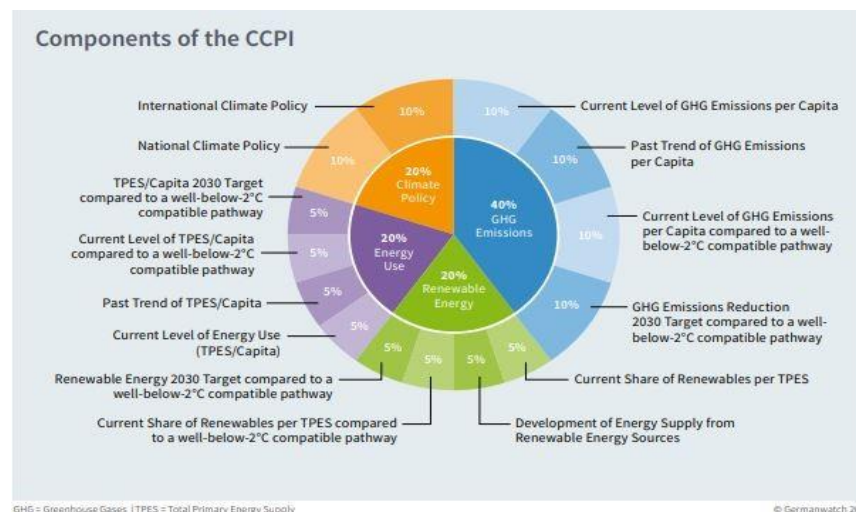 Components of the CCPI
International Climate Policy
National Climate Policy
TPES/Capita 2030 Target
compared to a well-below-2°C
compatible pathway
Current Level of TPES/Capita
compared to a well-below-2°C
compatible pathway
Past Trend of TPES/Capita
Current Level of Energy Use
(TPES/Capita)
Renewable Energy 2030 Target compared to a
well-below-2°C compatible pathway
Current Share of Renewables per TPES compared
to a well-below-2°C compatible pathway
10%
10%
5%
5%
5%
5%
5%
5%
5%
5%
10%
10%
10%
10%
20%
Climate
Policy
40%
GHG
Emissions
20%
Energy
Use
20%
Renewable
Energy
Current Level of GHG Emissions per Capita
Past Trend of GHG Emissions
per Capita
Current Level of GHG Emissions
per Capita compared to a well-
below-2°C compatible pathway
GHG Emissions Reduction
2030 Target compared to a well-
below-2°C compatible pathway
Current Share of Renewables per TPES
Development of Energy Supply from
Renewable Energy Sources
GHG = Greenhouse Gases | TPES = Total Primary Energy Supply
© Germanwatch